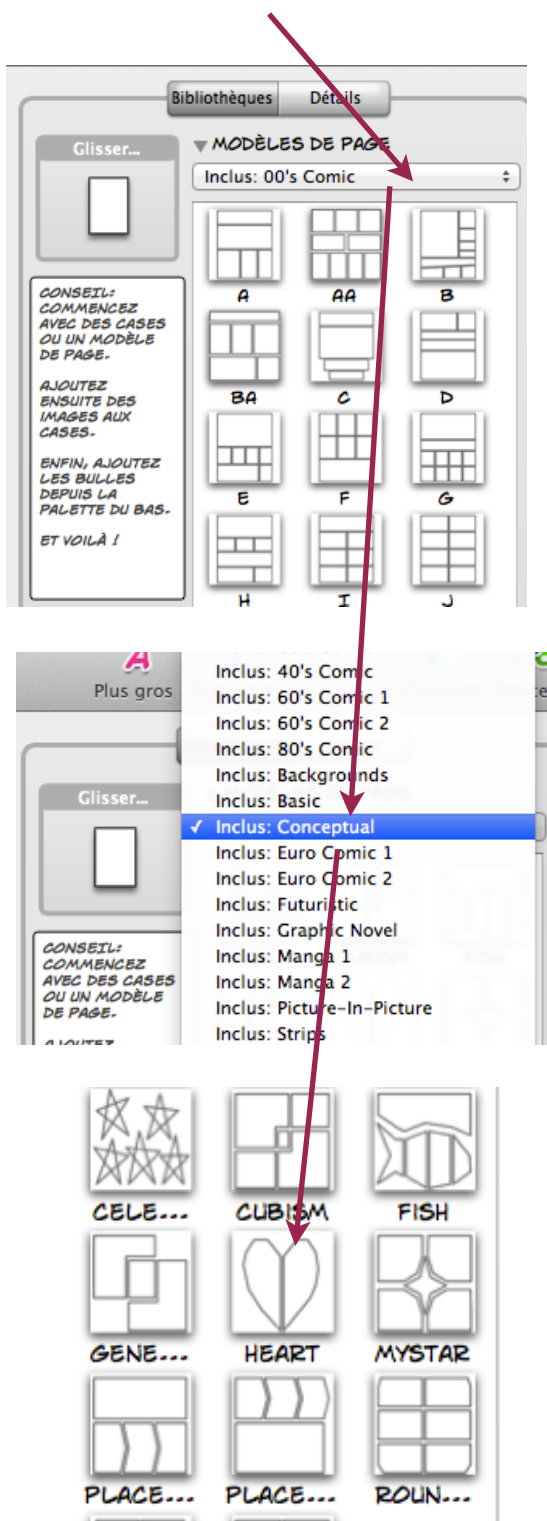 Bibliothèques Détails
Glisser...
MODÈLES DE PAGE
Inclus: 00's Comic
CONSEIL:
COMMENCEZ
AVEC DES CASES
OU UN MODÈLE
DE PAGE.
AJOUTEZ
ENSUITE DES
IMAGES AUX
CASES.
ENFIN, AJOUTEZ
LES BULLES
DEPUIS LA
PALETTE DU BAS.
ET VOILÀ !
A AA B
BA C D
E F G
H I J
Plus gros
Glisser...
CONSEIL:
COMMENCEZ
AVEC DES CASES
OU UN MODÈLE
DE PAGE.
AJOUTEZ
Inclus: 40's Comic
Inclus: 60's Comic 1
Inclus: 60's Comic 2
Inclus: 80's Comic
Inclus: Backgrounds
Inclus: Basic
✓ Inclus: Conceptual
Inclus: Euro Comic 1
Inclus: Euro Comic 2
Inclus: Futuristic
Inclus: Graphic Novel
Inclus: Manga 1
Inclus: Manga 2
Inclus: Picture-In-Picture
Inclus: Strips
CELE... CUBISM FISH
GENE... HEART MYSTAR
PLACE... PLACE... ROUN...